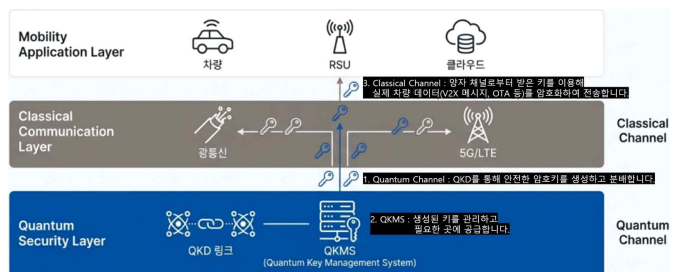 Mobility
Application Layer
차량
RSU
클라우드
3. Classical Channel : 양자 채널로부터 받은 키를 이용해
실제 차량 데이터(V2X 메시지, OTA 등)를 암호화하여 전송합니다.
Classical
Communication
Layer
광통신
5G/LTE
Classical
Channel
1. Quantum Channel : QKD를 통해 안전한 암호키를 생성하고 분배합니다.
Quantum
Security Layer
QKD 링크
QKMS
(Quantum Key Management System)
2. QKMS : 생성된 키를 관리하고
필요한 곳에 공급합니다.
Quantum
Channel